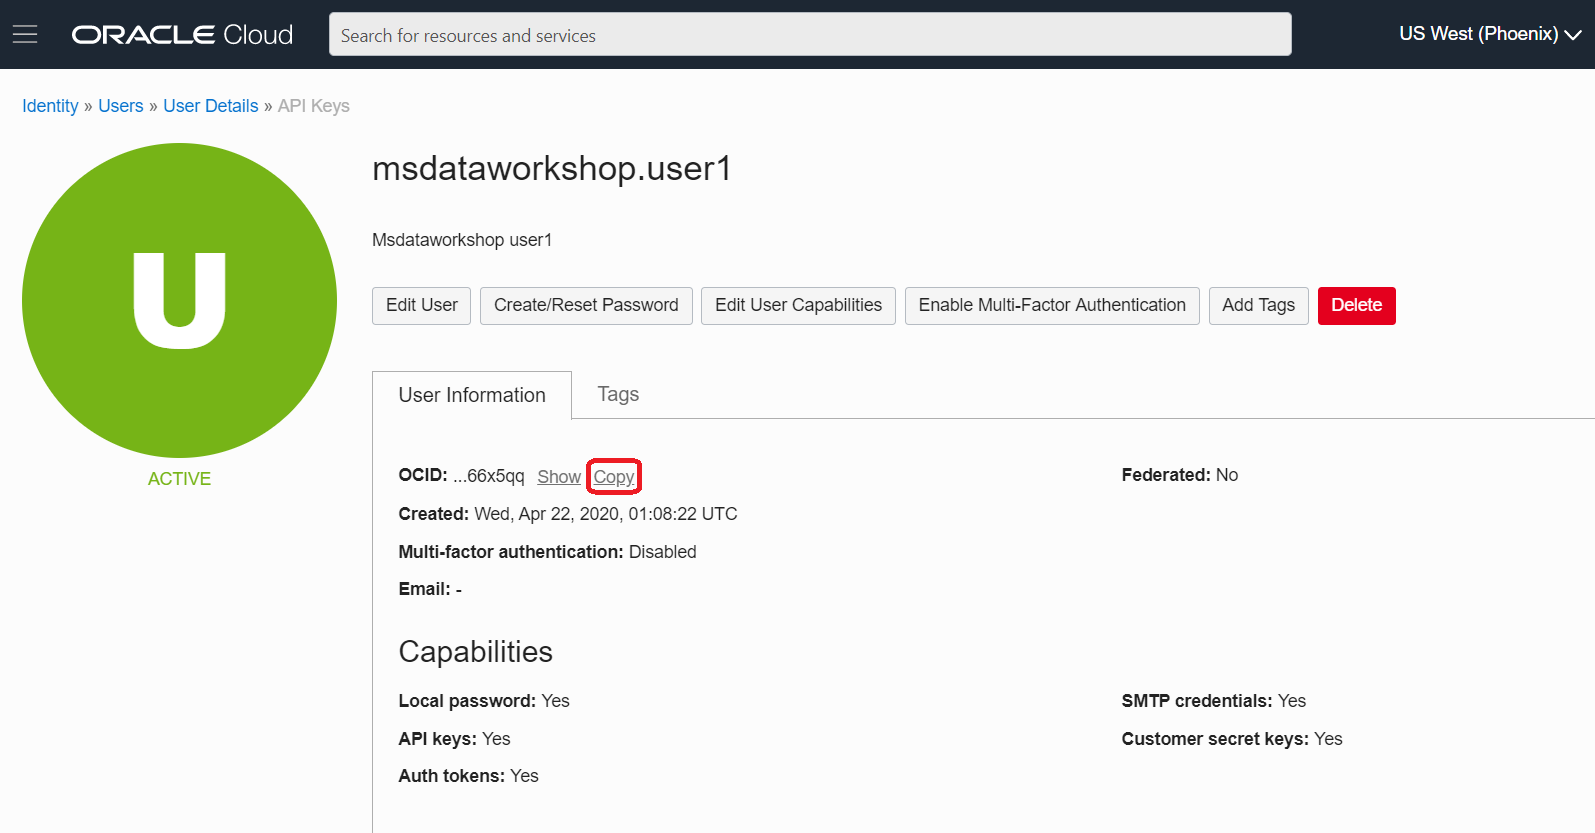 ORACLE Cloud
Search for resources and services
US West (Phoenix)
Identity » Users » User Details » API Keys
U
ACTIVE
msdataworkshop.user1
Msdataworkshop user1
Edit User
Create/Reset Password
Edit User Capabilities
Enable Multi-Factor Authentication
Add Tags
Delete
User Information
Tags
OCID: ...66x5qq Show Copy
Federated: No
Created: Wed, Apr 22, 2020, 01:08:22 UTC
Multi-factor authentication: Disabled
Email: -
Capabilities
Local password: Yes
SMTP credentials: Yes
API keys: Yes
Customer secret keys: Yes
Auth tokens: Yes